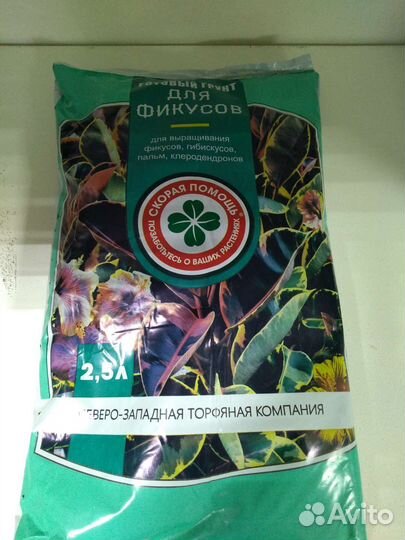 ГОТОВЫЙ ГРУНТ
ДЛЯ
ФИКУСОВ
для выращивания
фикусов, гибискусов,
пальм, клеродендронов
СКОРАЯ ПОМОЩЬ®
ПОЗАБОТЬТЕСЬ О ВАШИХ РАСТЕНИЯХ
2,5Л
СЕВЕРО-ЗАПАДНАЯ ТОРФЯНАЯ КОМПАНИЯ
Avito